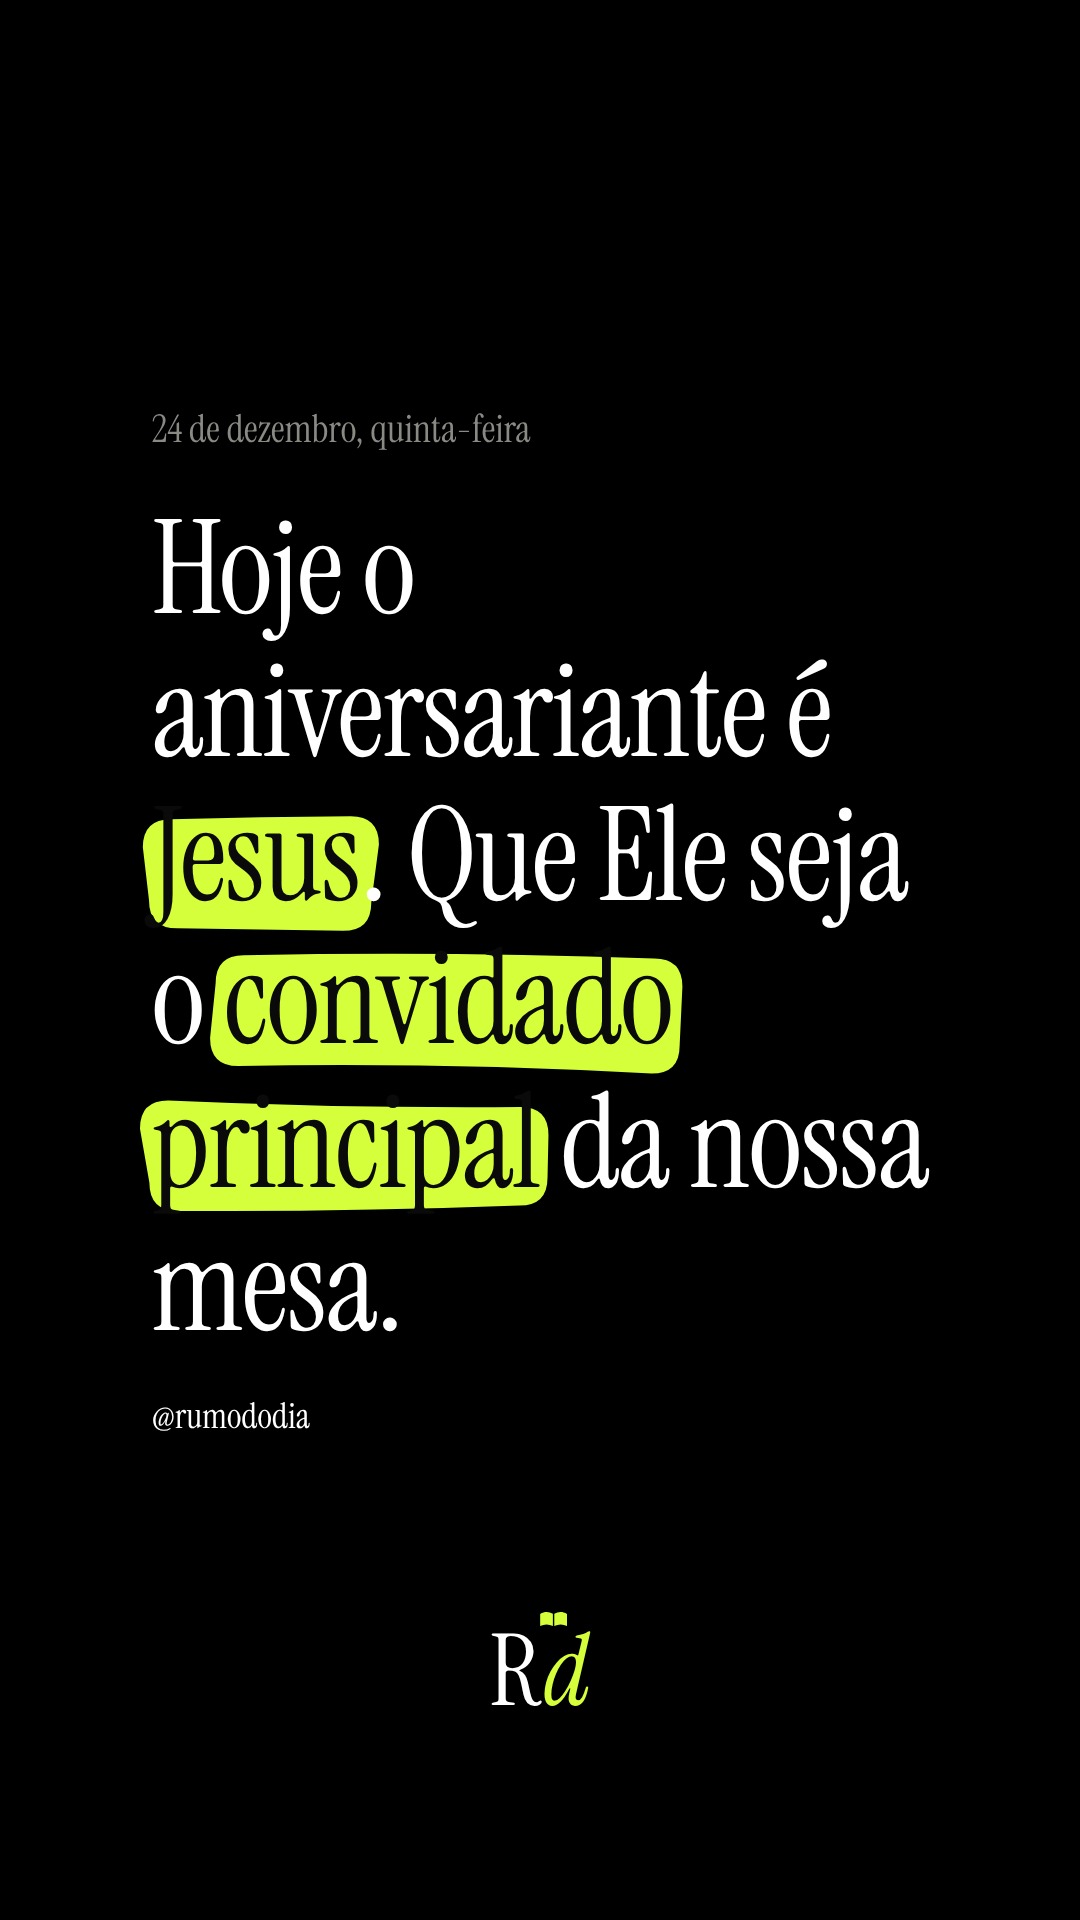 24 de dezembro, quinta-feira
Hoje o
aniversariante é
Jesus. Que Ele seja
o convidado
principal da nossa
mesa.
@rumododia
Rd